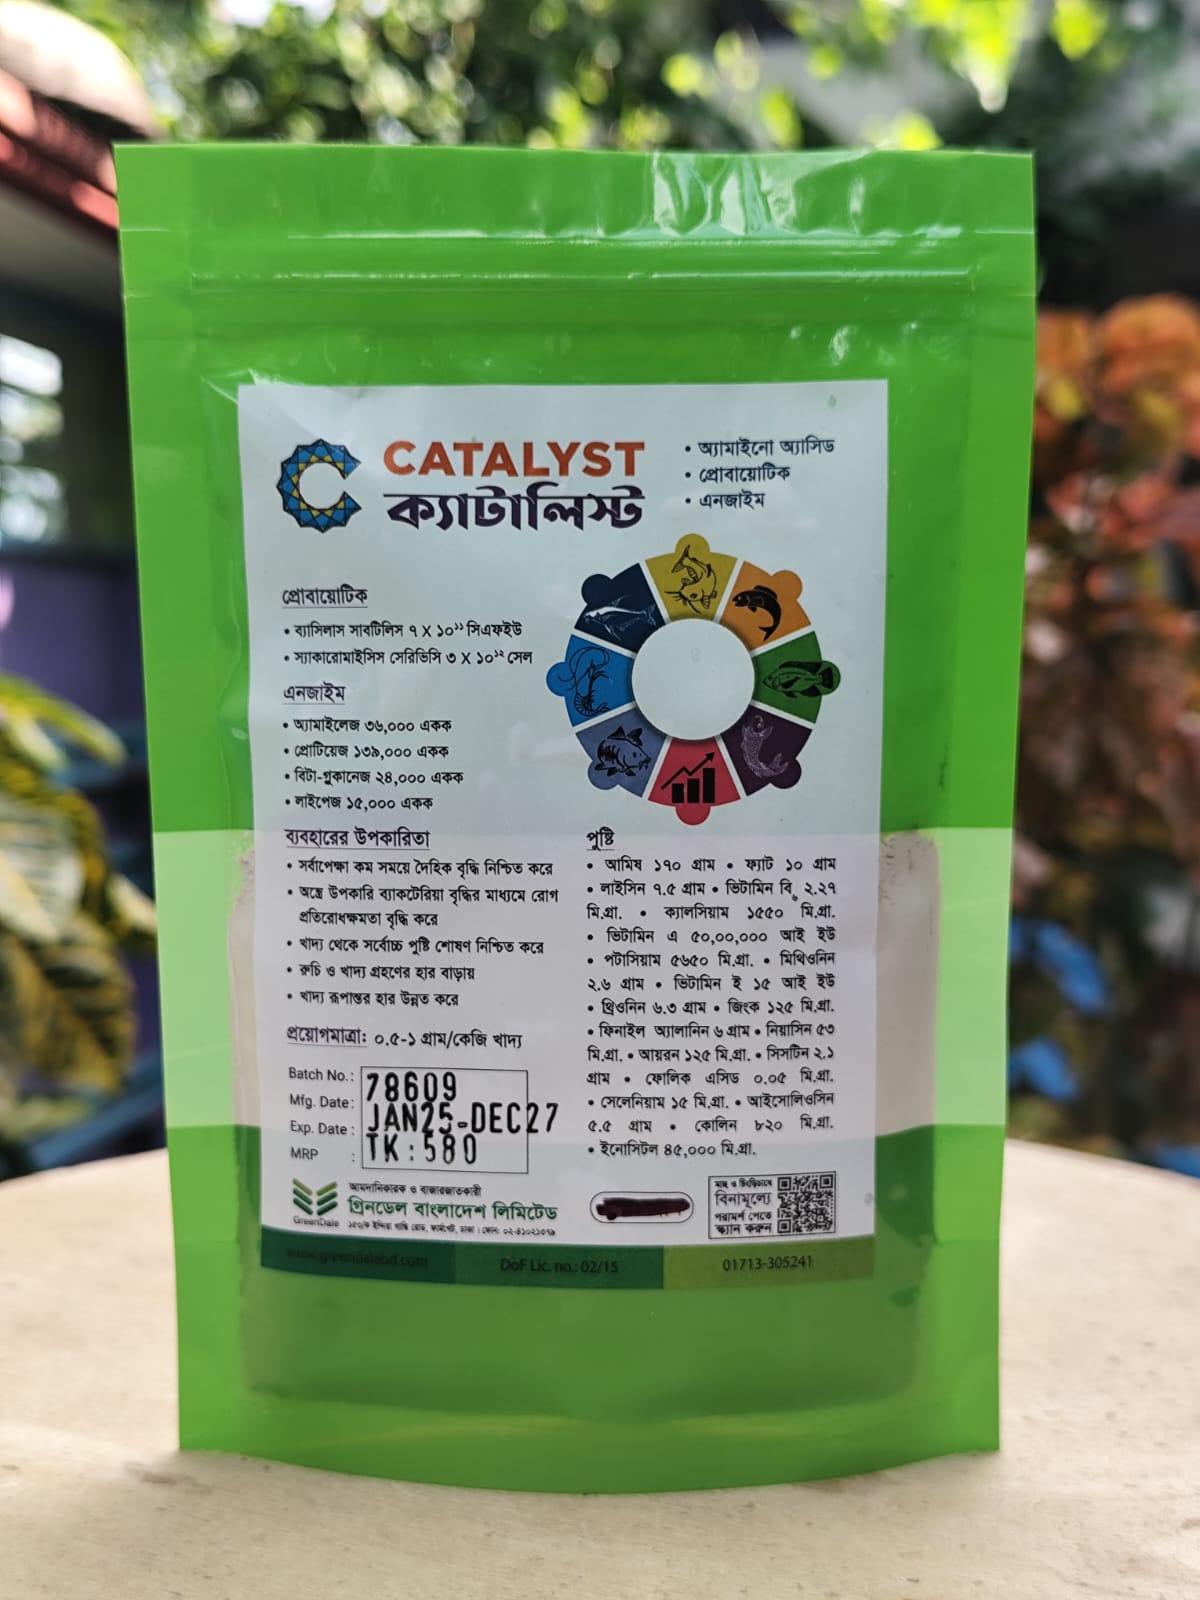 CATALYST
ক্যাটালিস্ট
• অ্যামাইনো অ্যাসিড
• প্রোবায়োটিক
• এনজাইম
প্রোবায়োটিক
• ব্যাসিলাস সাবটিলিস ৭ X ১০¹¹ সিএফইউ
• স্যাকারোমাইসিস সেরিভিসি ৩ X ১০¹² সেল
এনজাইম
• অ্যামাইলেজ ৩৬,০০০ একক
• প্রোটিয়েজ ১৩৯,০০০ একক
• বিটা-গ্লুকানেজ ২৪,০০০ একক
• লাইপেজ ১৫,০০০ একক
ব্যবহারের উপকারিতা
• সর্বাপেক্ষা কম সময়ে দৈহিক বৃদ্ধি নিশ্চিত করে
• অন্ত্রে উপকারি ব্যাকটেরিয়া বৃদ্ধির মাধ্যমে রোগ
প্রতিরোধক্ষমতা বৃদ্ধি করে
• খাদ্য থেকে সর্বোচ্চ পুষ্টি শোষণ নিশ্চিত করে
• রুচি ও খাদ্য গ্রহণের হার বাড়ায়
• খাদ্য রূপান্তর হার উন্নত করে
প্রয়োগমাত্রা: ০.৫-১ গ্রাম/কেজি খাদ্য
পুষ্টি
• আমিষ ১৭০ গ্রাম • ফ্যাট ১০ গ্রাম
• লাইসিন ৭.৫ গ্রাম • ভিটামিন বি৬ ২.২৭
মি.গ্রা. • ক্যালসিয়াম ১৫৫০ মি.গ্রা.
• ভিটামিন এ ৫০,০০,০০০ আই ইউ
• পটাসিয়াম ৫৬৫০ মি.গ্রা. • মিথিওনিন
২.৬ গ্রাম • ভিটামিন ই ১৫ আই ইউ
• থ্রিওনিন ৬.৩ গ্রাম • জিংক ১২৫ মি.গ্রা.
• ফিনাইল অ্যালানিন ৬ গ্রাম • নিয়াসিন ৫৩
মি.গ্রা. • আয়রন ১২৫ মি.গ্রা. • সিসটিন ২.১
গ্রাম • ফোলিক এসিড ০.০৫ মি.গ্রা.
• সেলেনিয়াম ১৫ মি.গ্রা. • আইসোলিওসিন
৫.৫ গ্রাম • কোলিন ৮২০ মি.গ্রা.
• ইনোসিটল ৪৫,০০০ মি.গ্রা.
Batch No.: 78609
Mfg. Date: JAN25-DEC27
Exp. Date :
MRP : TK:580
আমদানিকারক ও বাজারজাতকারী
গ্রিনডেল বাংলাদেশ লিমিটেড
GreenDale ১৫০/ক ইন্দিরা গান্ধি রোড, ফার্মগেট, ঢাকা । ফোন: ০২-৪১০২১৩৭৯
মাছ ও চিংড়িচাষে
বিনামূল্যে
পরামর্শ পেতে
স্ক্যান করুন
www.greendalebd.com
DoF Lic. no.: 02/15
01713-305241